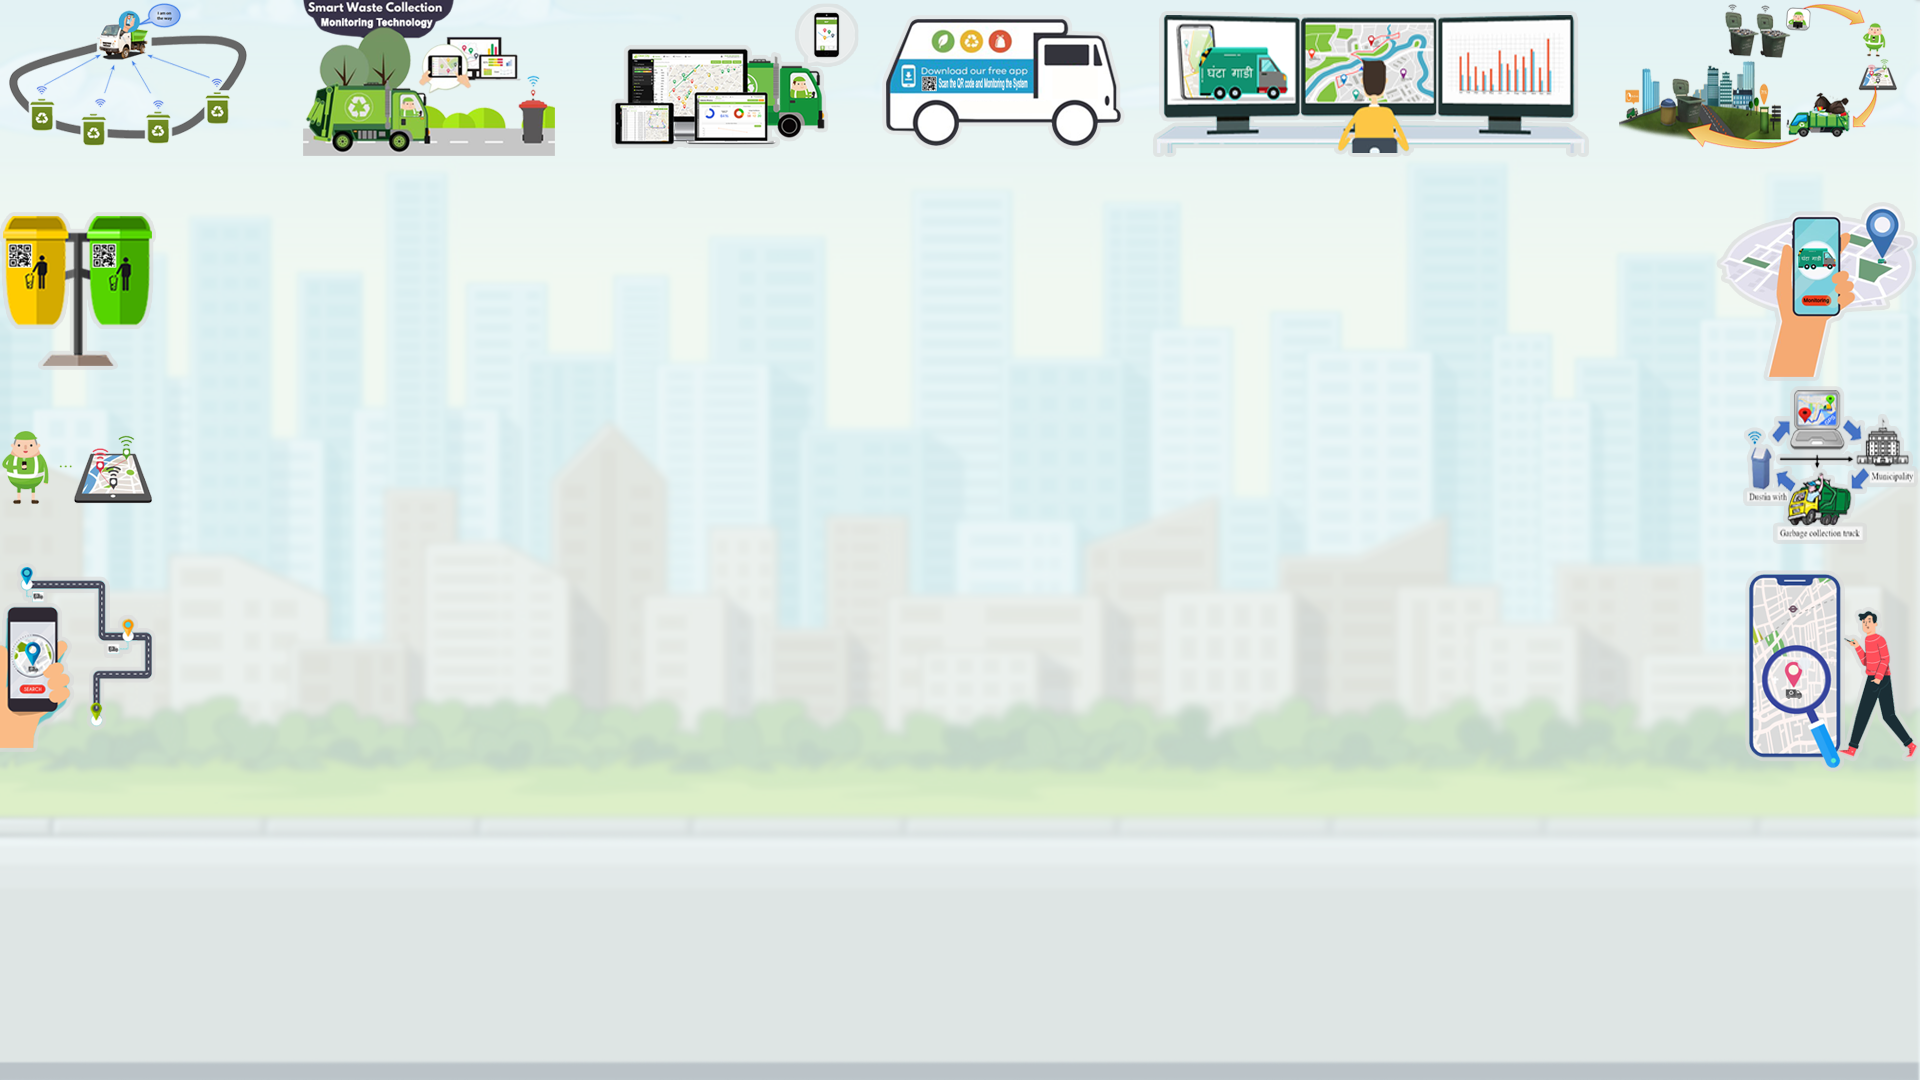 I am on
the way
Smart Waste Collection
Monitoring Technology
Download our free app
Scan the QR code and Monitoring the System
घंटा गाडी
घंटा गाडी
Monitoring
Municipality
Dustin with
Garbage collection truck
SEARCH